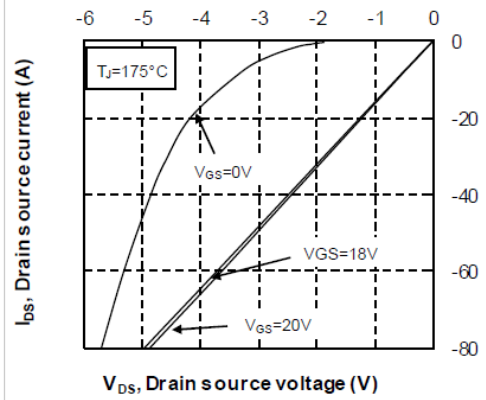 -6 -5 -4 -3 -2 -1 0
TJ=175°C
0
-20
-40
-60
-80
VGS=0V
VGS=18V
VGS=20V
IDS, Drain source current (A)
VDS, Drain source voltage (V)